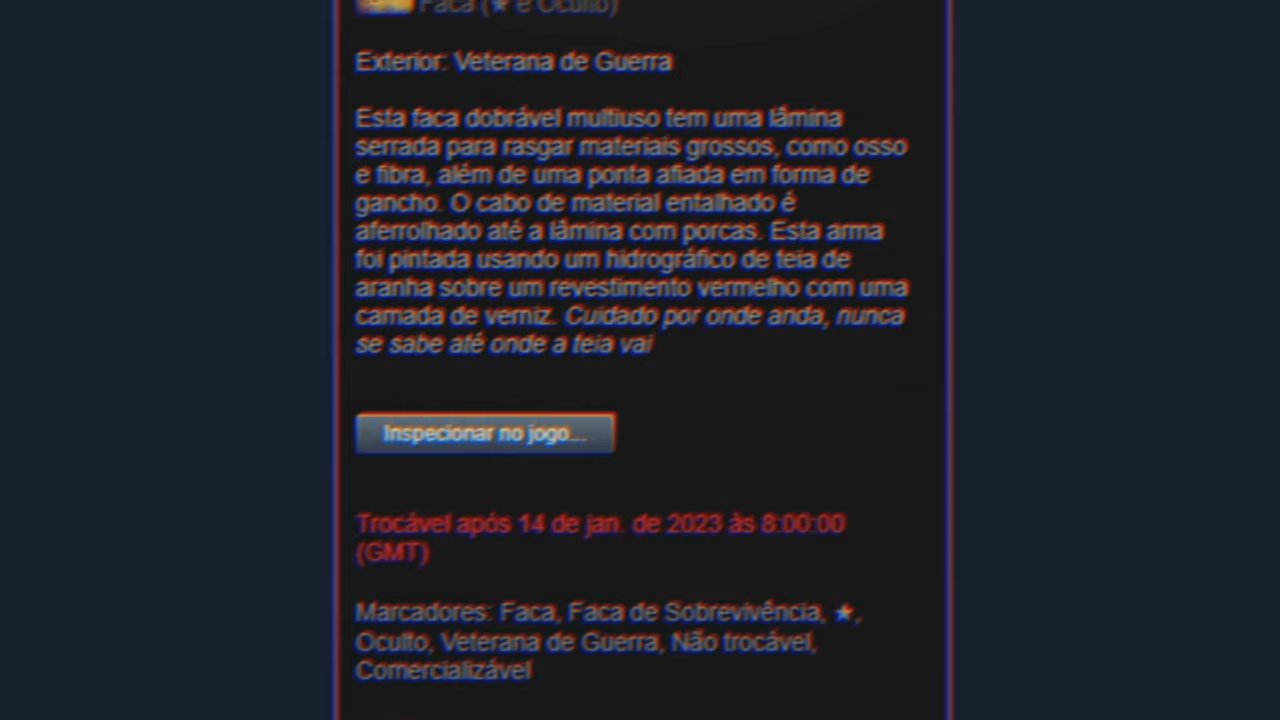 Faca (★ e Oculto)
Exterior: Veterana de Guerra
Esta faca dobrável multiuso tem uma lâmina
serrada para rasgar materiais grossos, como osso
e fibra, além de uma ponta afiada em forma de
gancho. O cabo de material entalhado é
aferrolhado até a lâmina com porcas. Esta arma
foi pintada usando um hidrográfico de teia de
aranha sobre um revestimento vermelho com uma
camada de verniz. Cuidado por onde anda, nunca
se sabe até onde a teia vai
Inspecionar no jogo...
Trocável após 14 de jan. de 2023 às 8:00:00
(GMT)
Marcadores: Faca, Faca de Sobrevivência, ★,
Oculto, Veterana de Guerra, Não trocável,
Comercializável